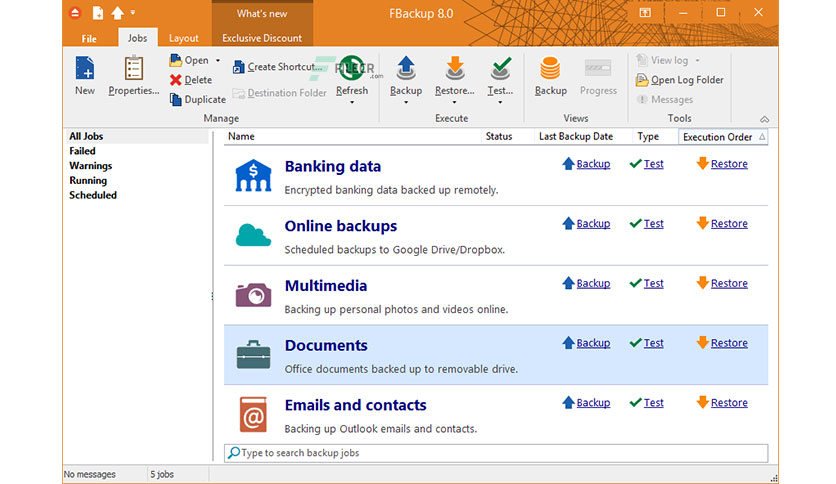 What's new
FBackup 8.0
File
Jobs
Layout
Exclusive Discount
New
Properties...
Open
Delete
Duplicate
Create Shortcut...
Destination Folder
Refresh
Manage
Backup
Restore...
Test...
Execute
Backup
Progress
Views
View log
Open Log Folder
Messages
Tools
All Jobs
Failed
Warnings
Running
Scheduled
Name Status Last Backup Date Type Execution Order
Banking data Backup Test Restore
Encrypted banking data backed up remotely.
Online backups Backup Test Restore
Scheduled backups to Google Drive/Dropbox.
Multimedia Backup Test Restore
Backing up personal photos and videos online.
Documents Backup Test Restore
Office documents backed up to removable drive.
Emails and contacts Backup Test Restore
Backing up Outlook emails and contacts.
Type to search backup jobs
No messages 5 jobs